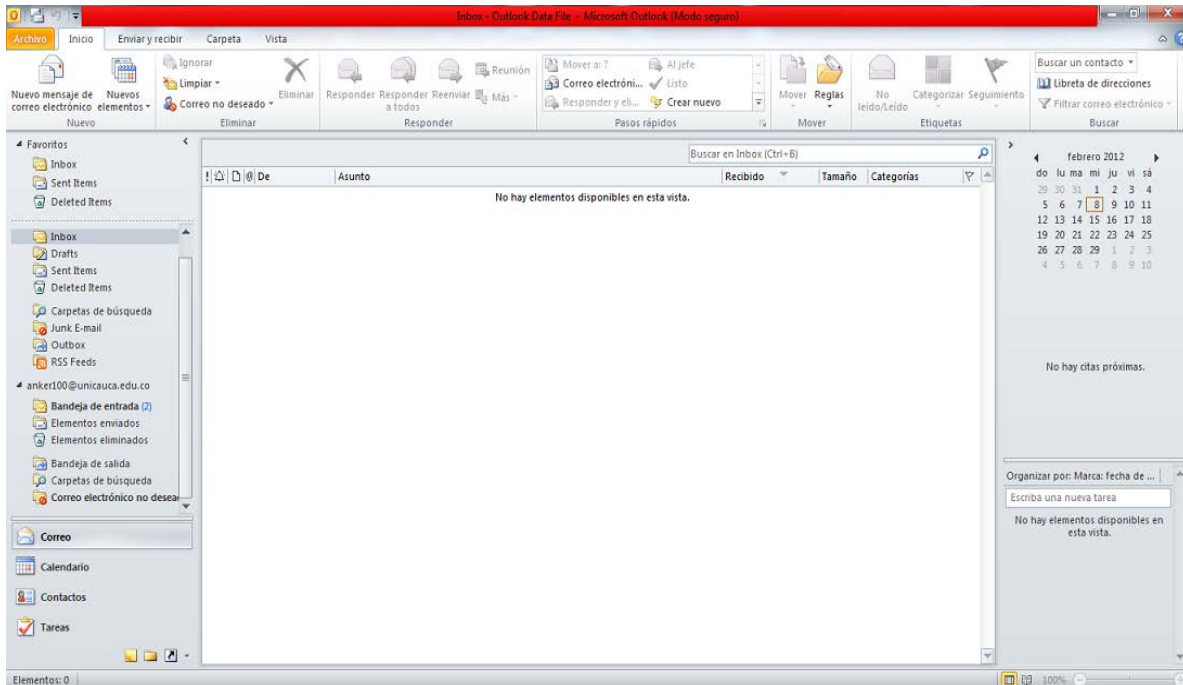 Inbox - Outlook Data File - Microsoft Outlook (Modo seguro)
Archivo Inicio Enviar y recibir Carpeta Vista
Nuevo mensaje de correo electrónico
Nuevos elementos
Nuevo
Ignorar
Limpiar
Correo no deseado
Eliminar
Eliminar
Responder
Responder a todos
Reenviar
Reunión
Más
Responder
Mover a: ?
Correo electróni...
Responder y eli...
Al jefe
Listo
Crear nuevo
Pasos rápidos
Mover
Reglas
Mover
No leído/Leído
Categorizar
Seguimiento
Etiquetas
Buscar un contacto
Libreta de direcciones
Filtrar correo electrónico
Buscar
Favoritos
Inbox
Sent Items
Deleted Items
Inbox
Drafts
Sent Items
Deleted Items
Carpetas de búsqueda
Junk E-mail
Outbox
RSS Feeds
anker100@unicauca.edu.co
Bandeja de entrada (2)
Elementos enviados
Elementos eliminados
Bandeja de salida
Carpetas de búsqueda
Correo electrónico no desea
Correo
Calendario
Contactos
Tareas
Elementos: 0
Buscar en Inbox (Ctrl+B)
! De Asunto Recibido Tamaño Categorías
No hay elementos disponibles en esta vista.
febrero 2012
do lu ma mi ju vi sá
29 30 31 1 2 3 4
5 6 7 8 9 10 11
12 13 14 15 16 17 18
19 20 21 22 23 24 25
26 27 28 29 1 2 3
4 5 6 7 8 9 10
No hay citas próximas.
Organizar por: Marca: fecha de ...
Escriba una nueva tarea
No hay elementos disponibles en
esta vista.
100%